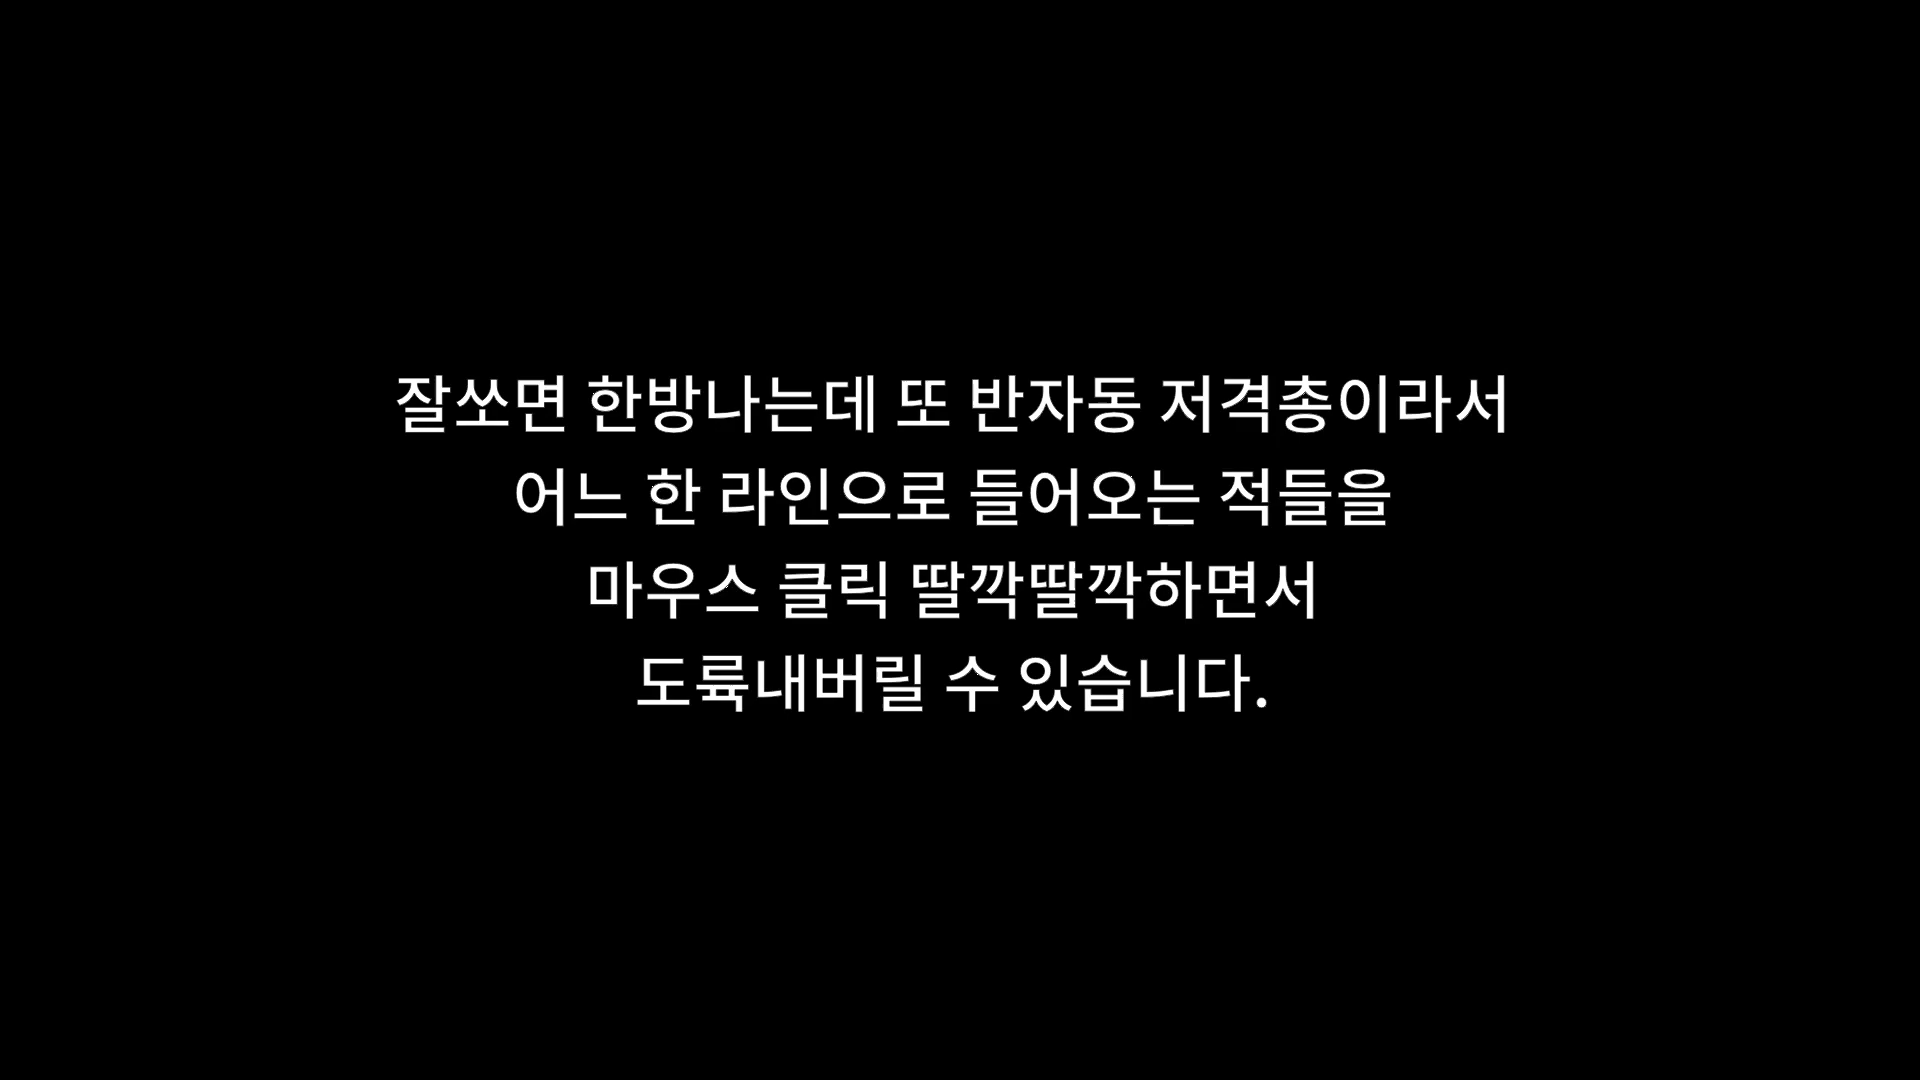 잘쏘면 한방나는데 또 반자동 저격총이라서
어느 한 라인으로 들어오는 적들을
마우스 클릭 딸깍딸깍하면서
도륙내버릴 수 있습니다.